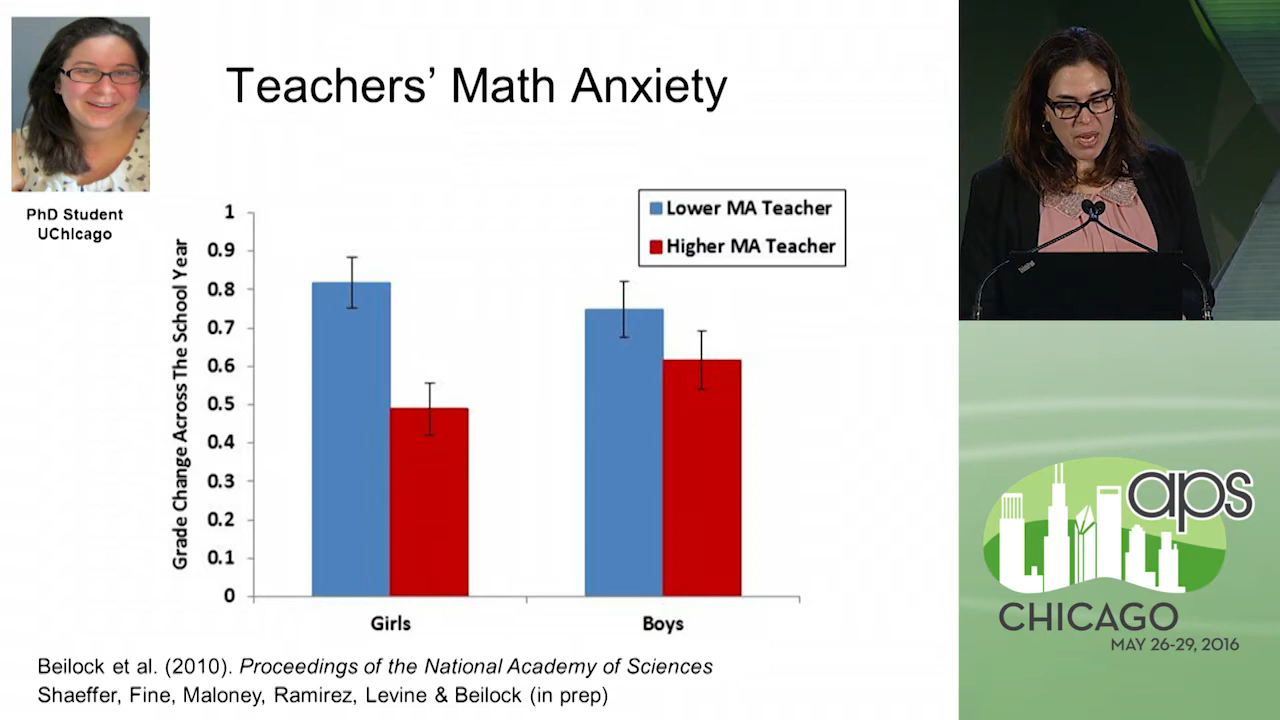 Teachers’ Math Anxiety
PhD Student
UChicago
Grade Change Across The School Year
1
0.9
0.8
0.7
0.6
0.5
0.4
0.3
0.2
0.1
0
Lower MA Teacher
Higher MA Teacher
Girls
Boys
Beilock et al. (2010). Proceedings of the National Academy of Sciences
Shaeffer, Fine, Maloney, Ramirez, Levine & Beilock (in prep)
aps
CHICAGO
MAY 26-29, 2016